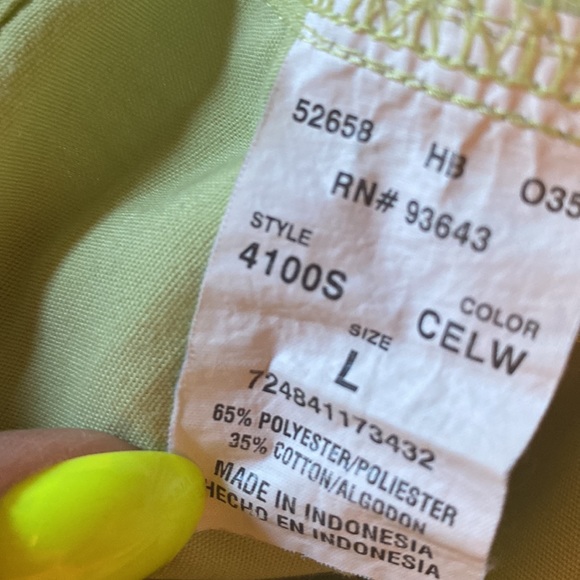 52658 HB O35
RN# 93643
STYLE
4100S
COLOR
CELW
SIZE
L
724841173432
65% POLYESTER/POLIESTER
35% COTTON/ALGODON
MADE IN INDONESIA
HECHO EN INDONESIA